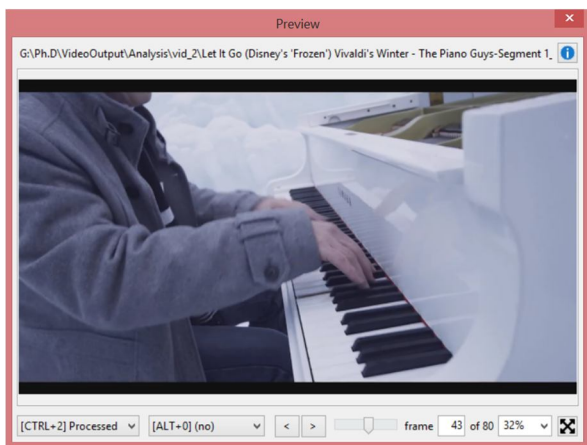 Preview
G:\Ph.D\VideoOutput\Analysis\vid_2\Let It Go (Disney's 'Frozen') Vivaldi's Winter - The Piano Guys-Segment 1_
[CTRL+2] Processed [ALT+0] (no) < > frame 43 of 80 32%